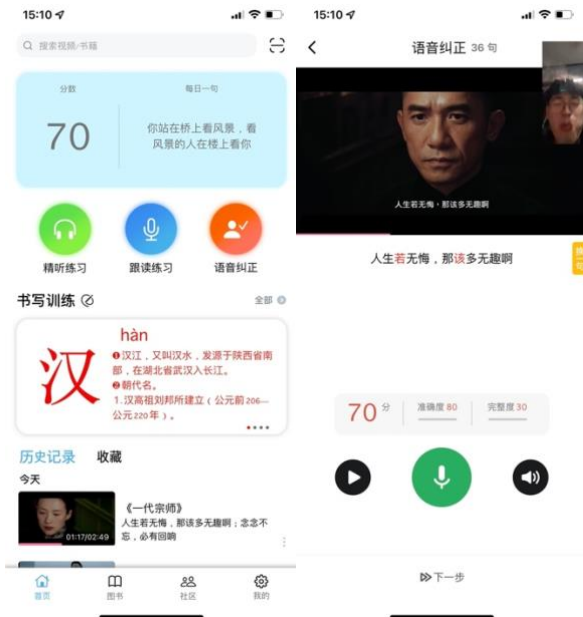 15:10
搜索视频/书籍
分数
每日一句
70
你站在桥上看风景，看
风景的人在楼上看你
精听练习
跟读练习
语音纠正
书写训练
全部
汉
hàn
❶汉江，又叫汉水，发源于陕西省南
部，在湖北省武汉入长江。
❷朝代名。
1.汉高祖刘邦所建立（公元前206—
公元220年）。
历史记录 收藏
今天
01:17/02:49
《一代宗师》
人生若无悔，那该多无趣啊；念念不
忘，必有回响
首页
图书
社区
我的
15:10
语音纠正 36 句
人生若无悔，那该多无趣啊
人生若无悔，那该多无趣啊
70 分
准确度 80
完整度 30
下一步